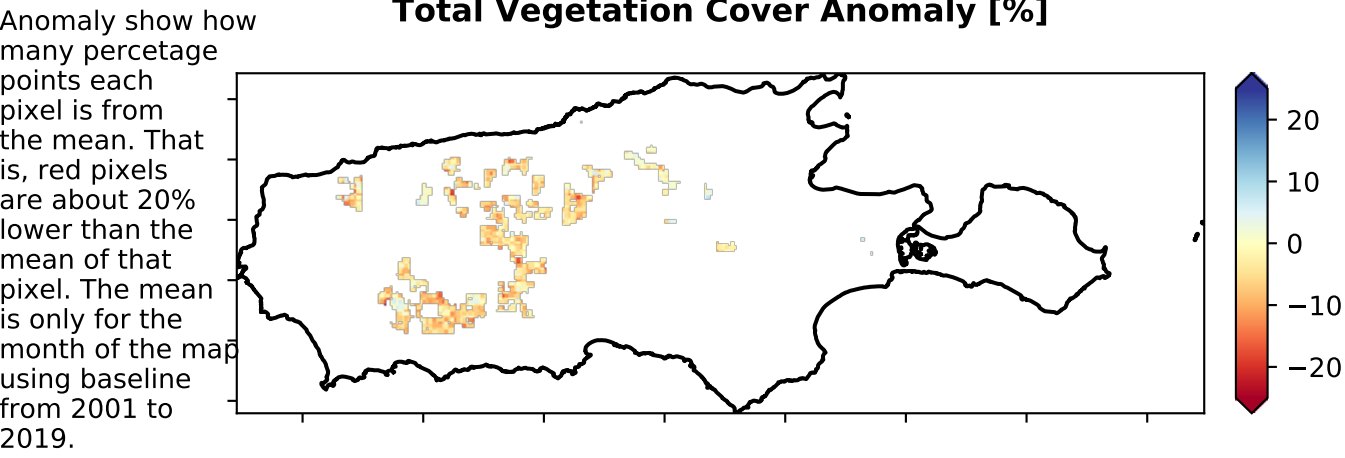 Total Vegetation Cover Anomaly [%]
Anomaly show how
many percetage
points each
pixel is from
the mean. That
is, red pixels
are about 20%
lower than the
mean of that
pixel. The mean
is only for the
month of the map
using baseline
from 2001 to
2019.
20
10
0
−10
−20